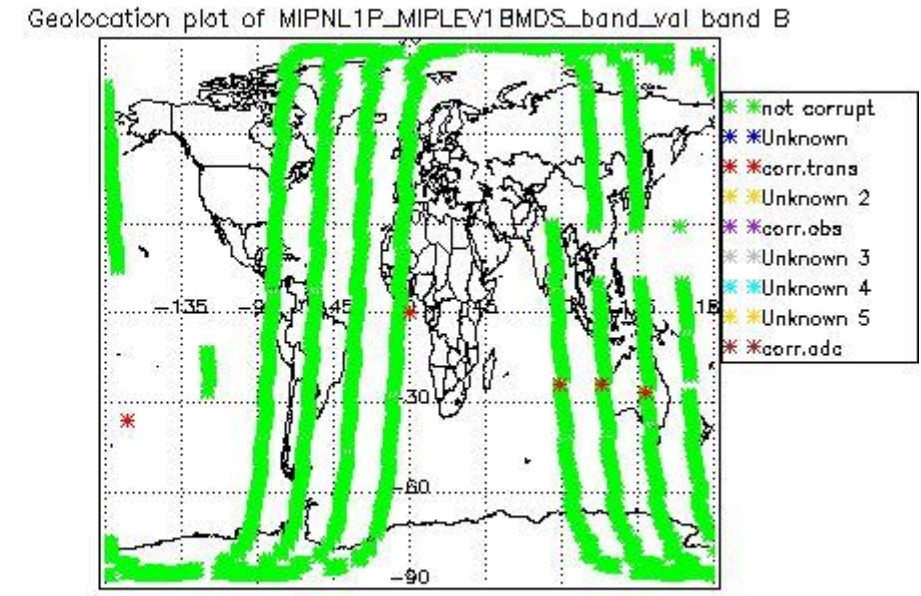 Geolocation plot of MIPNL1P_MIPLEV1BMDS_band_val band B
not corrupt
Unknown
corr.trans
Unknown 2
corr.obs
Unknown 3
Unknown 4
Unknown 5
corr.adc
-135
-30
-60
-90